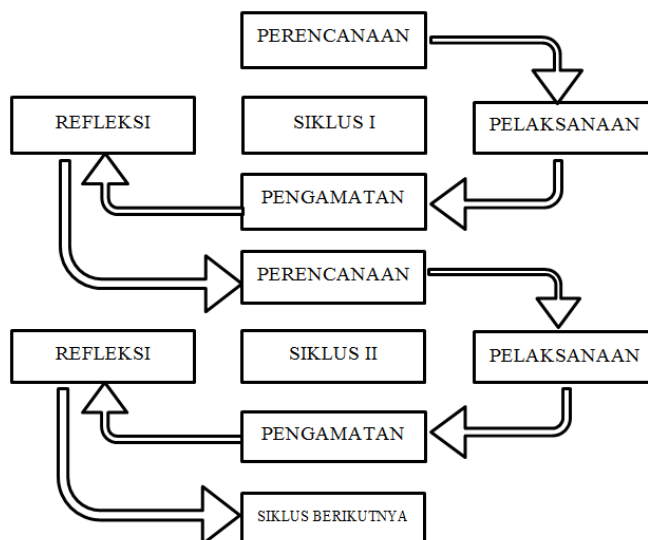 PERENCANAAN
REFLEKSI
SIKLUS I
PELAKSANAAN
PENGAMATAN
PERENCANAAN
REFLEKSI
SIKLUS II
PELAKSANAAN
PENGAMATAN
SIKLUS BERIKUTNYA